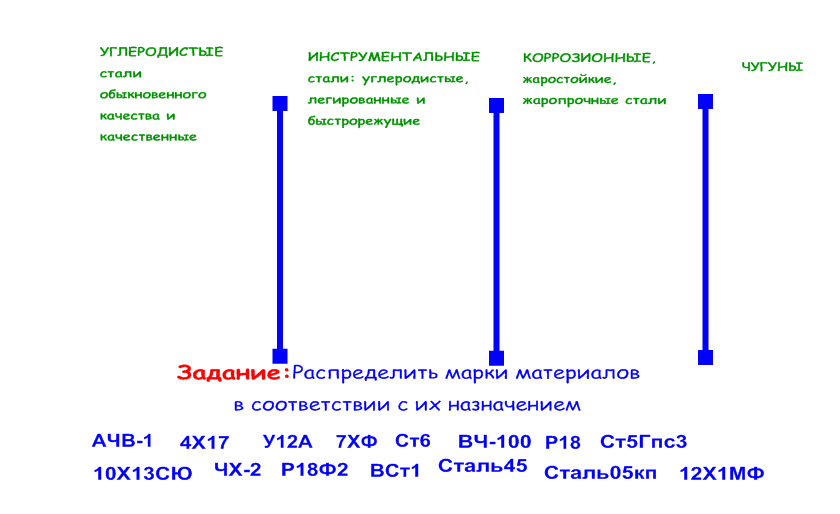 УГЛЕРОДИСТЫЕ
стали
обыкновенного
качества и
качественные
ИНСТРУМЕНТАЛЬНЫЕ
стали: углеродистые,
легированные и
быстрорежущие
КОРРОЗИОННЫЕ,
жаростойкие,
жаропрочные стали
ЧУГУНЫ
Задание:Распределить марки материалов
в соответствии с их назначением
АЧВ-1 4Х17 У12А 7ХФ Ст6 ВЧ-100 Р18 Ст5Гпс3
10Х13СЮ ЧХ-2 Р18Ф2 ВСт1 Сталь45 Сталь05кп 12Х1МФ